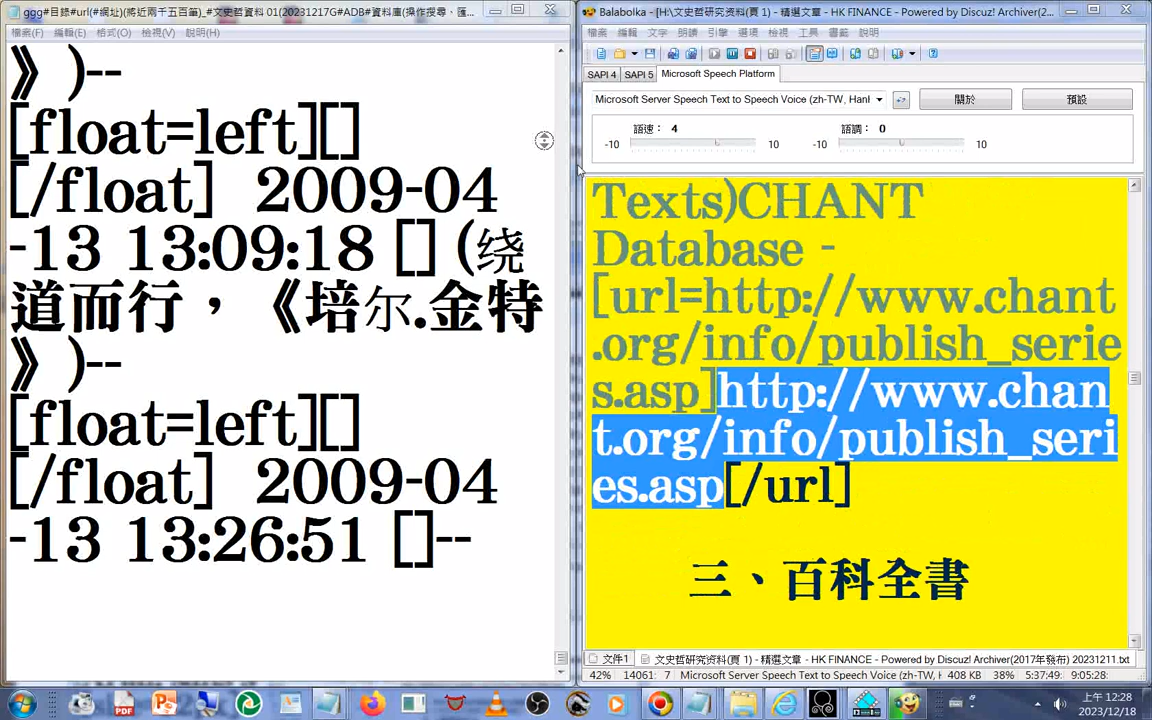 ggg#目錄#url(#網址)(將近兩千五百筆)_#文史哲資料 01(20231217G#ADB#資料庫(操作搜尋、匯...
檔案(F) 編輯(E) 格式(O) 檢視(V) 說明(H)
》 )--
[float=left][]
[/float] 2009-04
-13 13:09:18 [] (绕
道而行，《培尔.金特
》 )--
[float=left][]
[/float] 2009-04
-13 13:26:51 []--
Balabolka - [H:\文史哲研究资料(頁 1) - 精選文章 - HK FINANCE - Powered by Discuz! Archiver(2...
檔案 編輯 文字 朗讀 引擎 選項 檢視 工具 書籤 說明
SAPI 4 SAPI 5 Microsoft Speech Platform
Microsoft Server Speech Text to Speech Voice (zh-TW, Hanl
關於 預設
語速： 4 語調： 0
-10 10 -10 10
Texts)CHANT
Database -
[url=http://www.chant
.org/info/publish_serie
s.asp]http://www.chan
t.org/info/publish_seri
es.asp[/url]
三、百科全書
文件1 文史哲研究资料(頁 1) - 精選文章 - HK FINANCE - Powered by Discuz! Archiver(2017年發布) 20231211.txt
42% 14061: 7 Microsoft Server Speech Text to Speech Voice (zh-TW, H 408 KB 38% 5:37:49 9:05:28
PDF
上午 12:28
2023/12/18